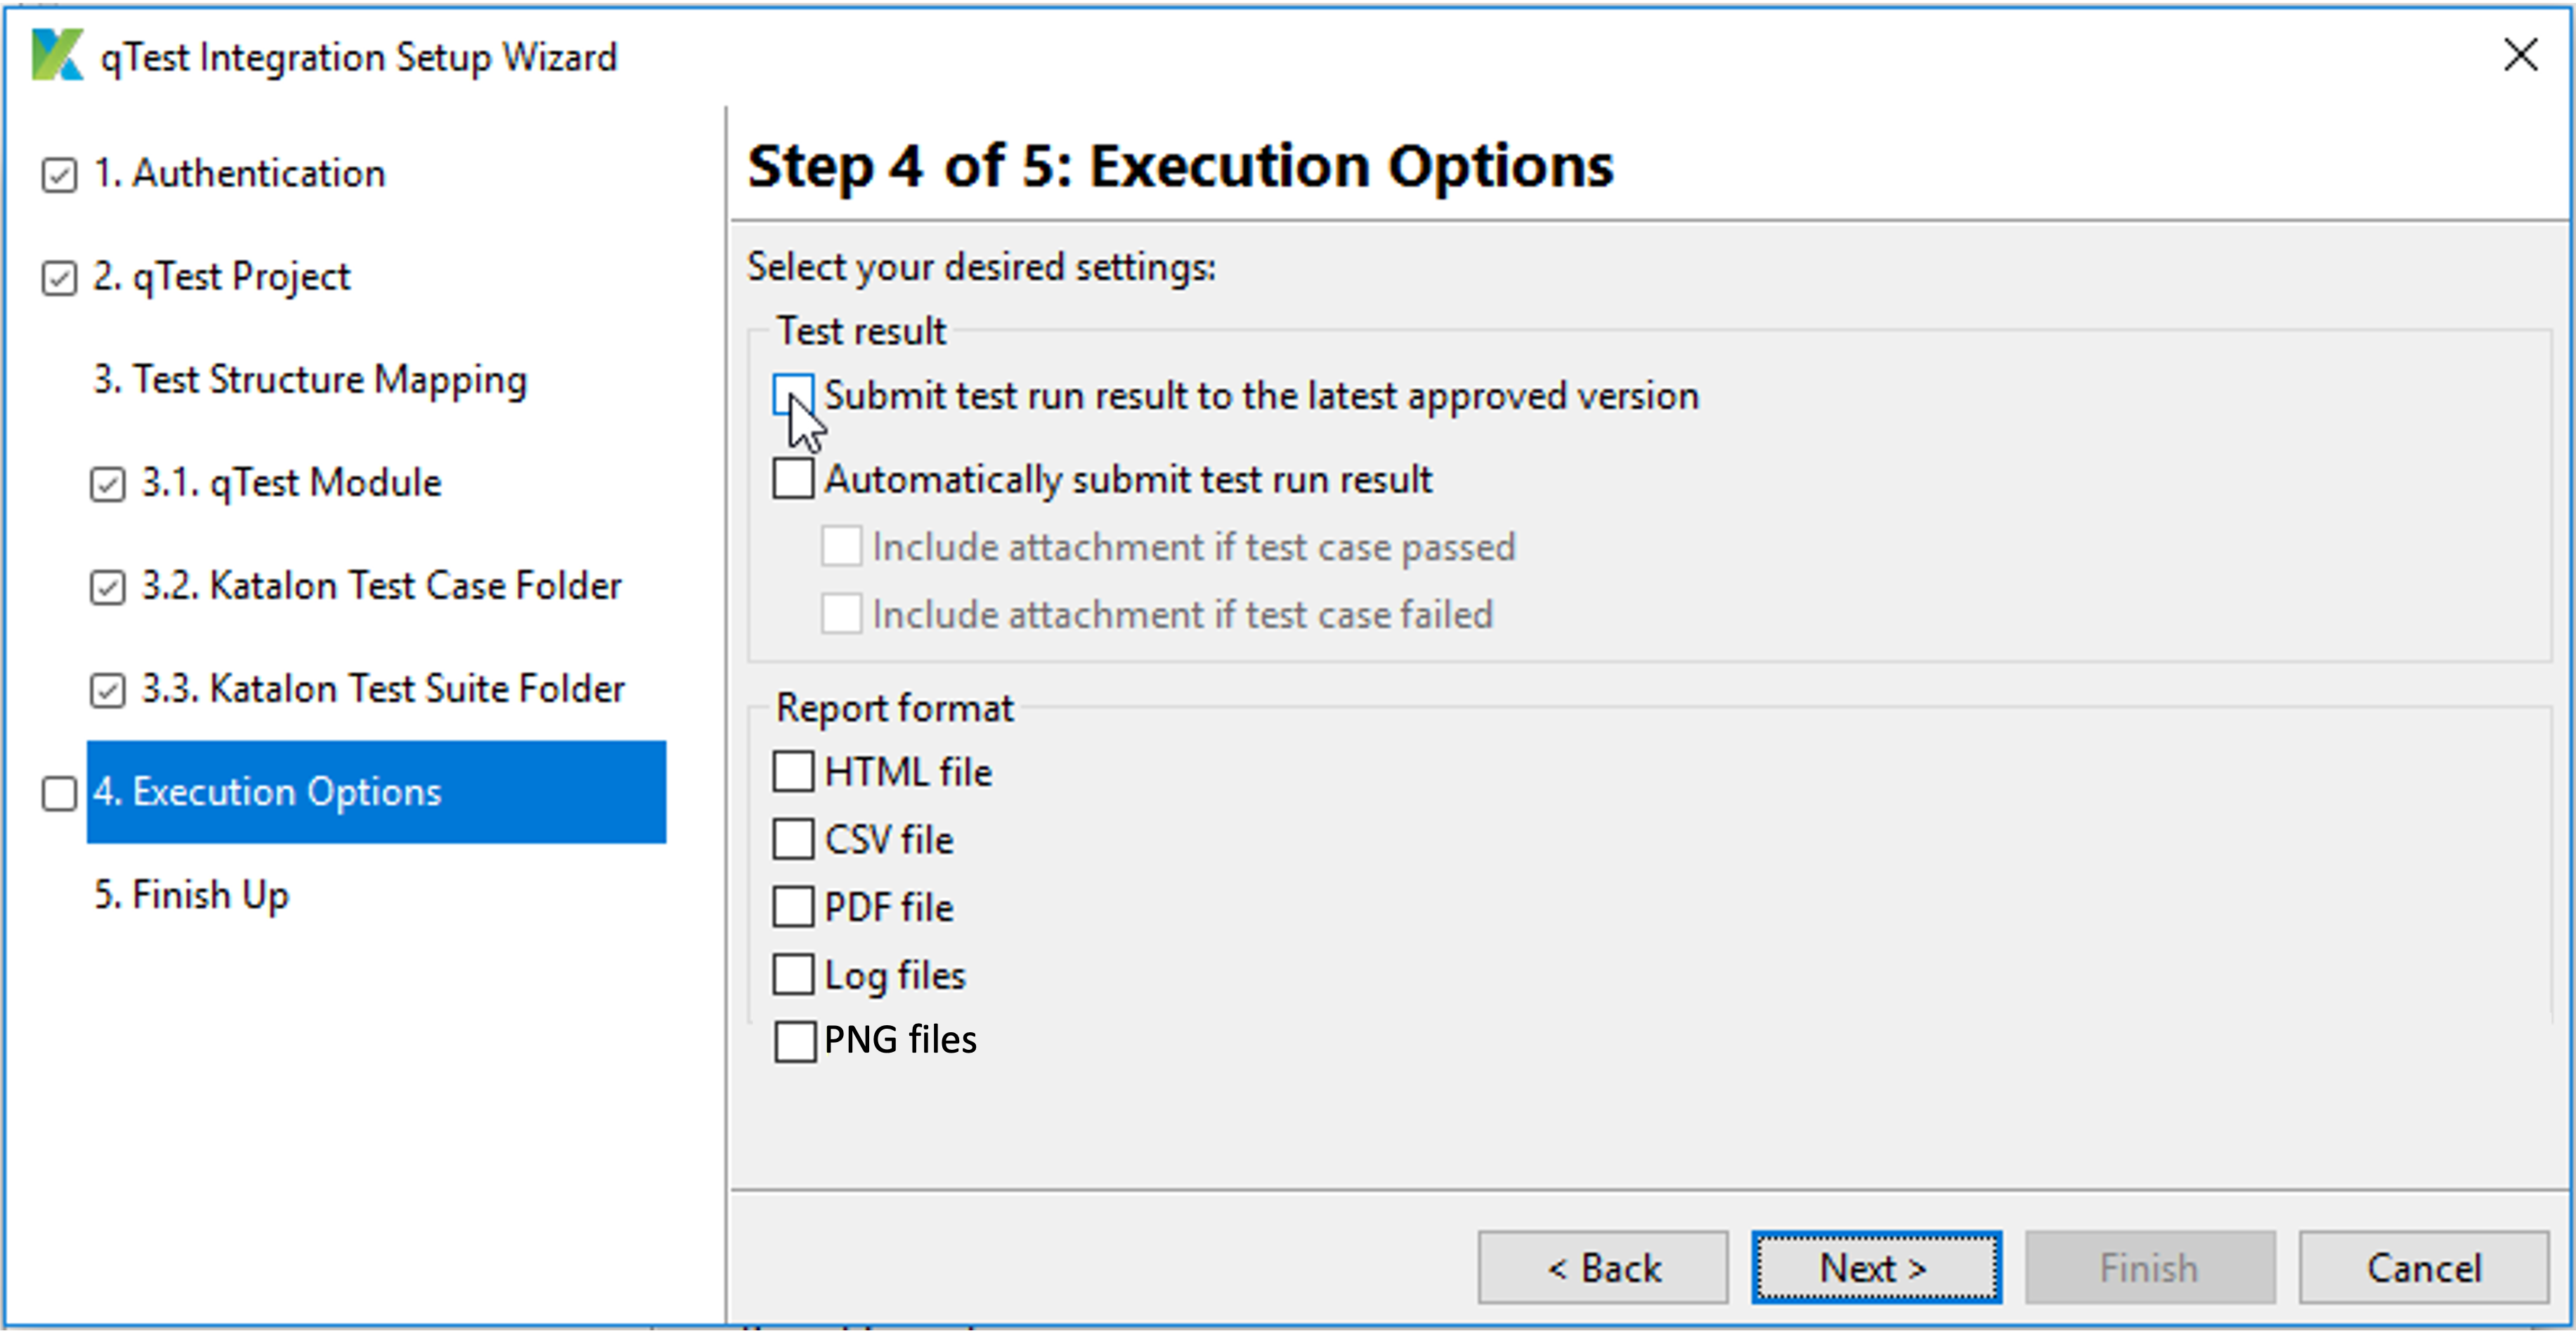 qTest Integration Setup Wizard
1. Authentication
2. qTest Project
3. Test Structure Mapping
3.1. qTest Module
3.2. Katalon Test Case Folder
3.3. Katalon Test Suite Folder
4. Execution Options
5. Finish Up
Step 4 of 5: Execution Options
Select your desired settings:
Test result
Submit test run result to the latest approved version
Automatically submit test run result
Include attachment if test case passed
Include attachment if test case failed
Report format
HTML file
CSV file
PDF file
Log files
PNG files
< Back
Next >
Finish
Cancel